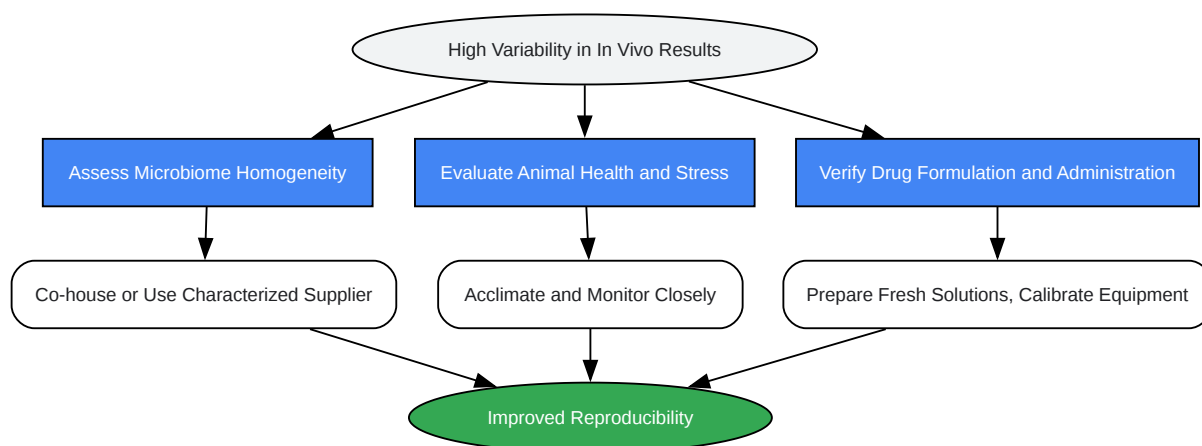 High Variability in In Vivo Results
Assess Microbiome Homogeneity
Evaluate Animal Health and Stress
Verify Drug Formulation and Administration
Co-house or Use Characterized Supplier
Acclimate and Monitor Closely
Prepare Fresh Solutions, Calibrate Equipment
Improved Reproducibility